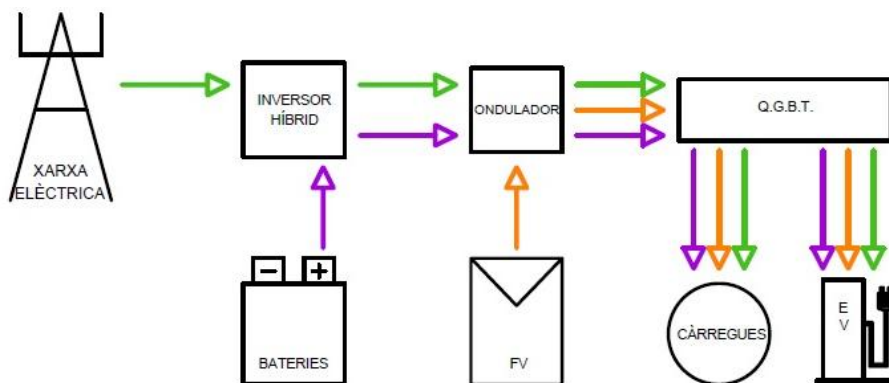 XARXA
ELÈCTRICA
INVERSOR
HÍBRID
ONDULADOR
Q.G.B.T.
BATERIES
FV
CÀRREGUES
E
V